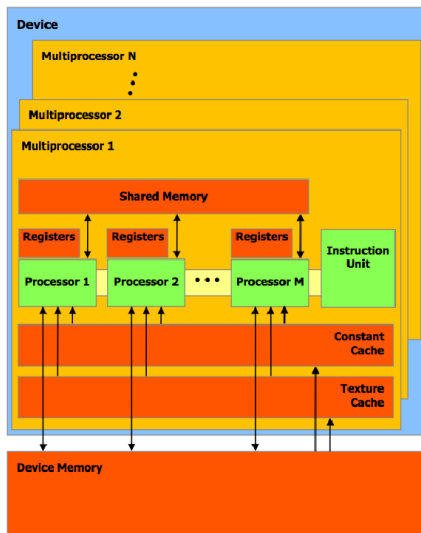 Device
Multiprocessor N
Multiprocessor 2
Multiprocessor 1
Shared Memory
Registers
Registers
Registers
Instruction
Unit
Processor 1
Processor 2
Processor M
Constant
Cache
Texture
Cache
Device Memory